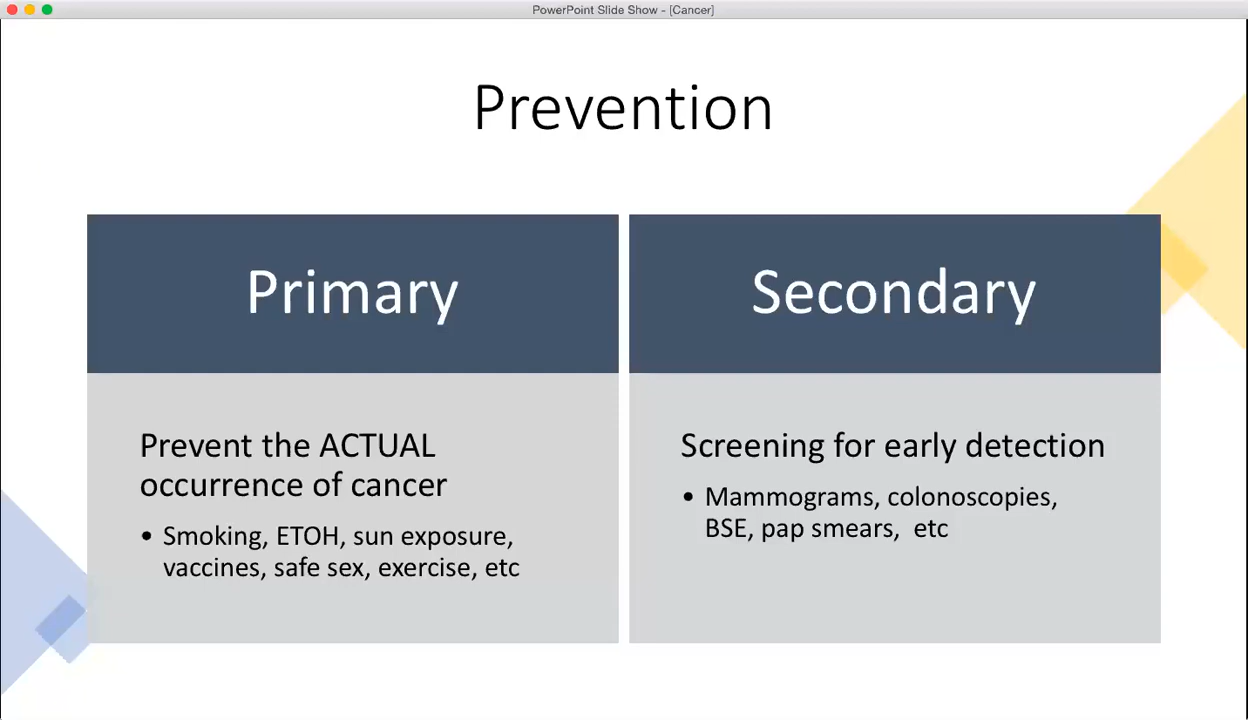 PowerPoint Slide Show - [Cancer]
Prevention
Primary
Prevent the ACTUAL
occurrence of cancer
• Smoking, ETOH, sun exposure,
vaccines, safe sex, exercise, etc
Secondary
Screening for early detection
• Mammograms, colonoscopies,
BSE, pap smears,  etc